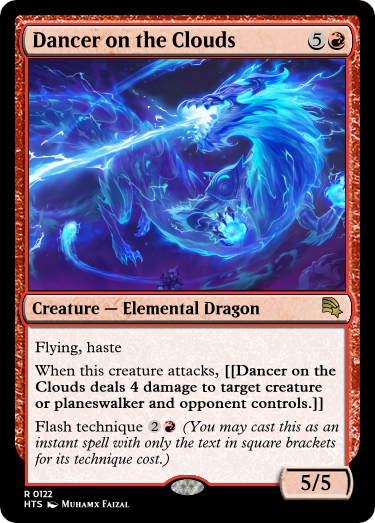 Dancer on the Clouds 5
Creature — Elemental Dragon
Flying, haste
When this creature attacks, [[Dancer on the
Clouds deals 4 damage to target creature
or planeswalker and opponent controls.]]
Flash technique 2 (You may cast this as an
instant spell with only the text in square brackets
for its technique cost.)
5/5
R 0122
HTS Muhamx Faizal